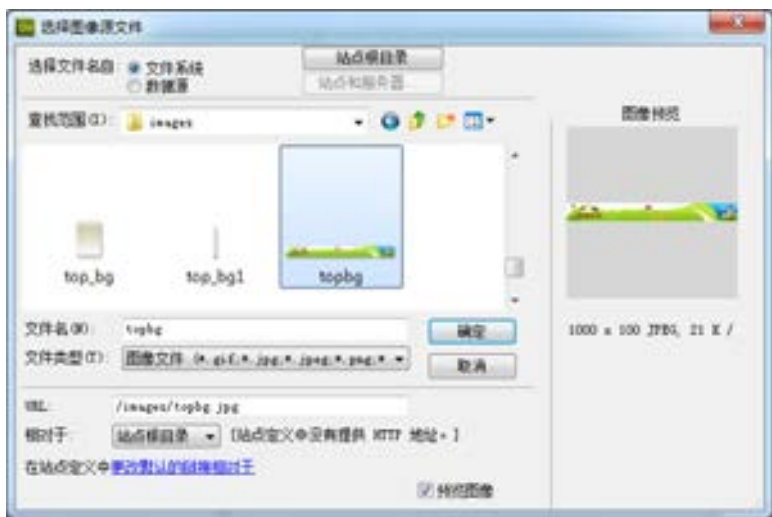 选择图像源文件
选择文件名自 文件系统 站点根目录
数据源 站点和服务器
查找范围(I): images
图像预览
top_bg top_bg1 topbg
文件名(N): topbg 确定
1000 x 100 JPEG, 21 K /
文件类型(T): 图像文件 (*.gif;*.jpg;*.jpeg;*.png;*. 取消
URL: /images/topbg.jpg
相对于: 站点根目录 [站点定义中没有提供 HTTP 地址。]
在站点定义中更改默认的链接相对于
预览图像